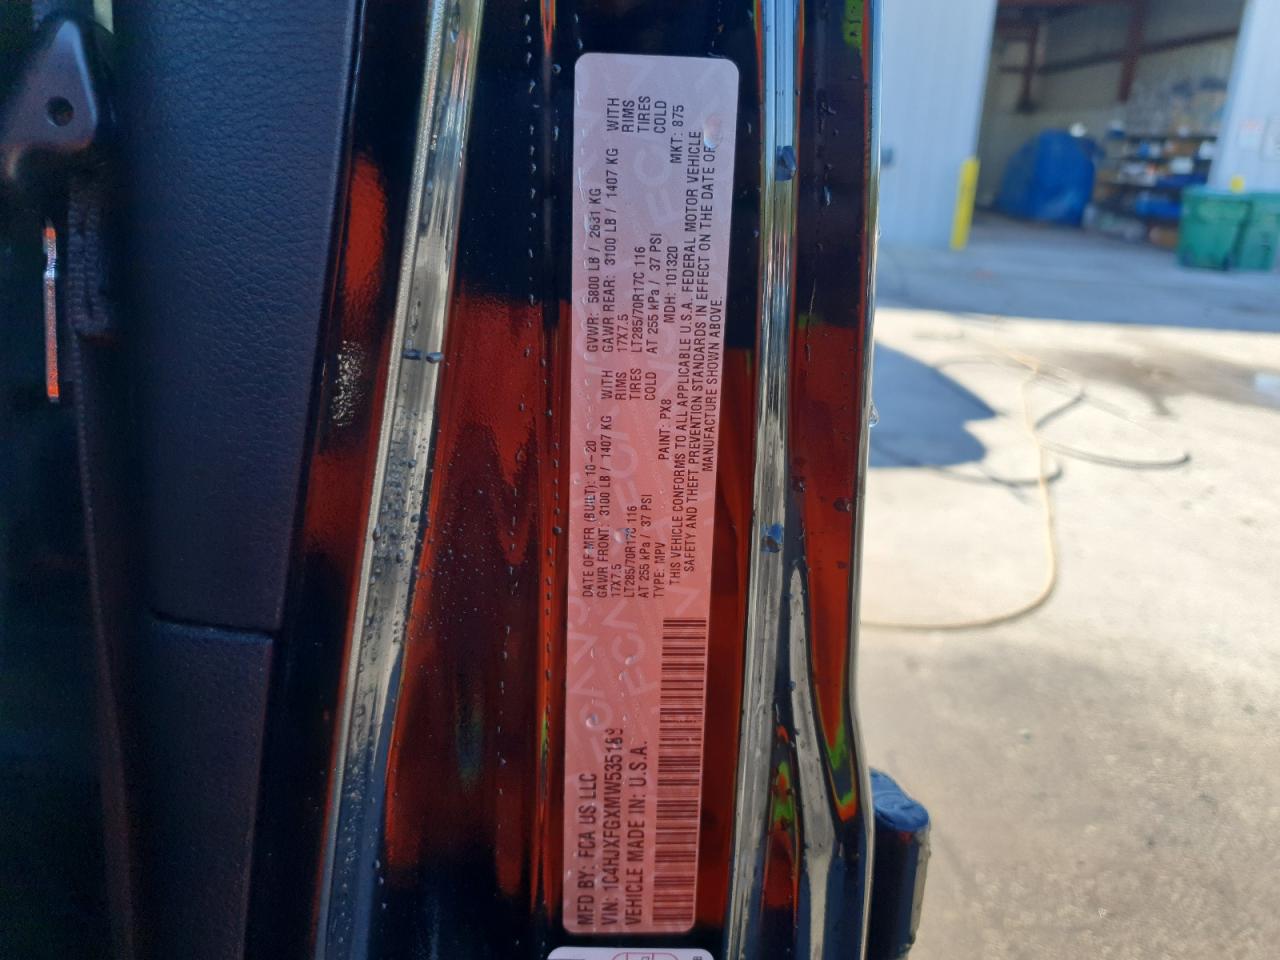 MFD BY: FCA US LLC
DATE OF MFR (BUILT): 10-20
GVWR: 5800 LB / 2631 KG
GAWR FRONT: 3100 LB / 1407 KG WITH
GAWR REAR: 3100 LB / 1407 KG WITH
17X7.5 RIMS
17X7.5 RIMS
LT285/70R17C 116 TIRES
LT285/70R17C 116 TIRES
AT 255 kPa / 37 PSI COLD
AT 255 kPa / 37 PSI COLD
VIN: 1C4HJXFGXMW535189
TYPE: MPV PAINT: PX8 MDH: 101320 MKT: 875
VEHICLE MADE IN: U.S.A.
THIS VEHICLE CONFORMS TO ALL APPLICABLE U.S.A. FEDERAL MOTOR VEHICLE
SAFETY AND THEFT PREVENTION STANDARDS IN EFFECT ON THE DATE OF
MANUFACTURE SHOWN ABOVE.